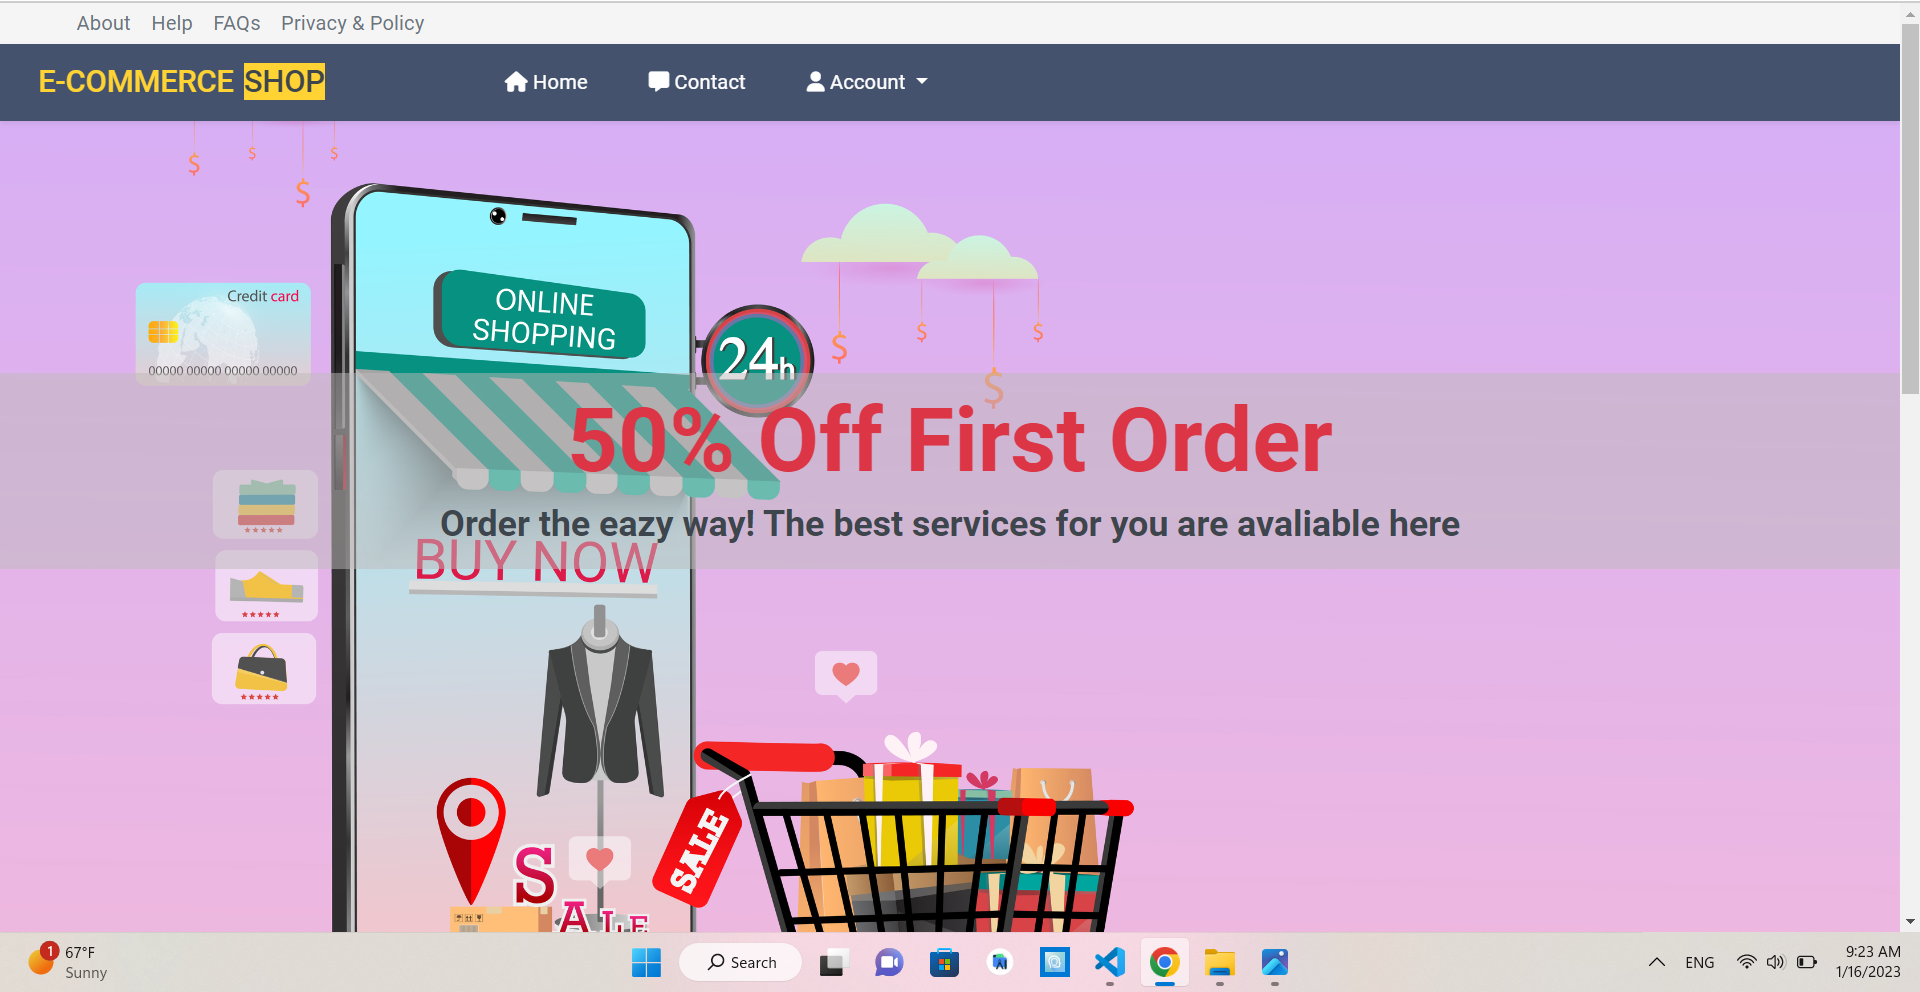 About Help FAQs Privacy & Policy
E-COMMERCE SHOP Home Contact Account
$ $ $ $
Credit card
00000 00000 00000 00000
ONLINE
SHOPPING
24h
$ $ $ $
50% Off First Order
Order the eazy way! The best services for you are avaliable here
BUY NOW
SALE
SALE
1 67°F
Sunny
Search
AI
ENG
9:23 AM
1/16/2023